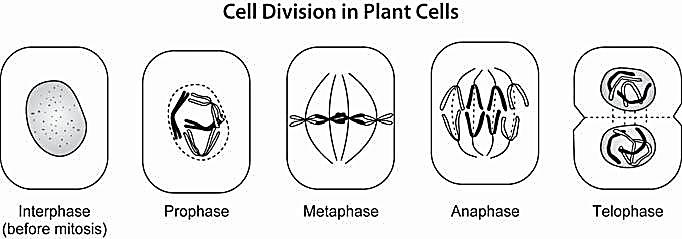 Cell Division in Plant Cells
Interphase
(before mitosis)
Prophase
Metaphase
Anaphase
Telophase